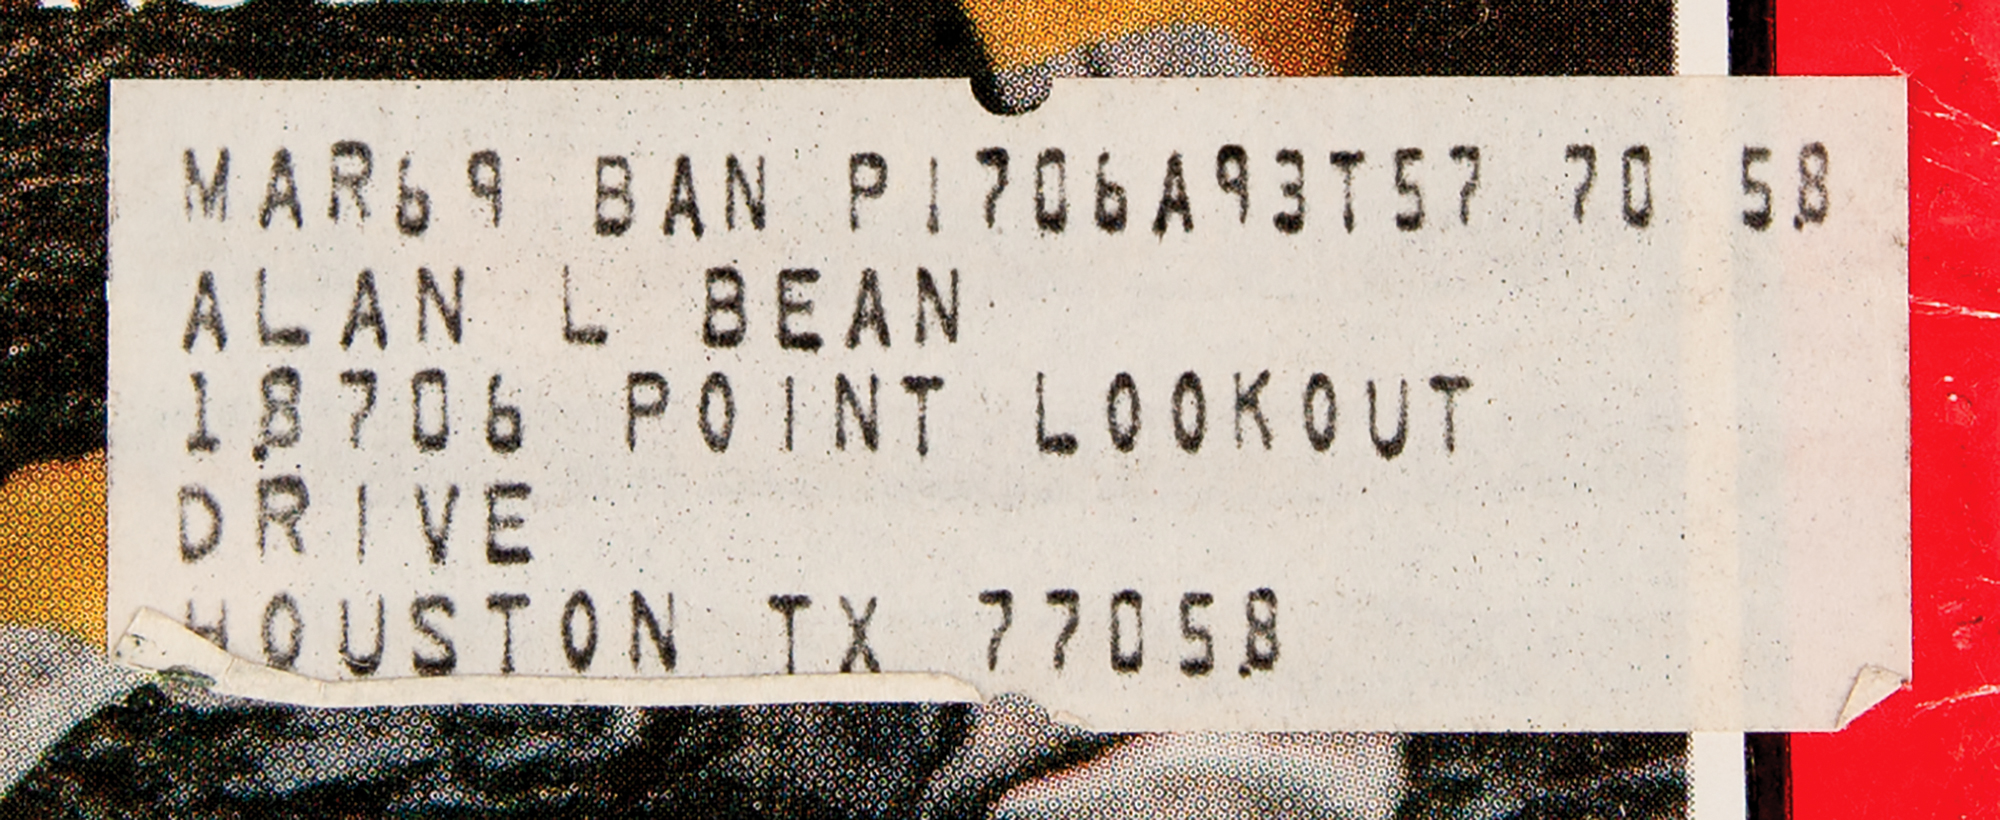 MAR69 BAN P1706A93T57 70 58
ALAN L BEAN
18706 POINT LOOKOUT
DRIVE
HOUSTON TX 77058